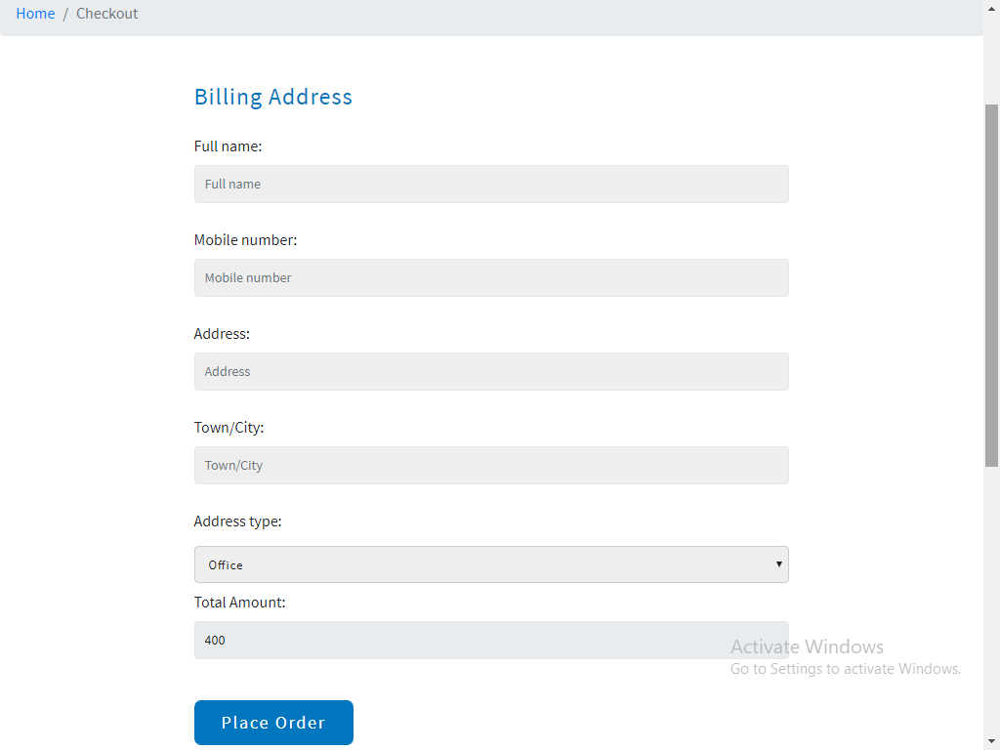 Home / Checkout
Billing Address
Full name:
Full name
Mobile number:
Mobile number
Address:
Address
Town/City:
Town/City
Address type:
Office
Total Amount:
400
Activate Windows
Go to Settings to activate Windows.
Place Order